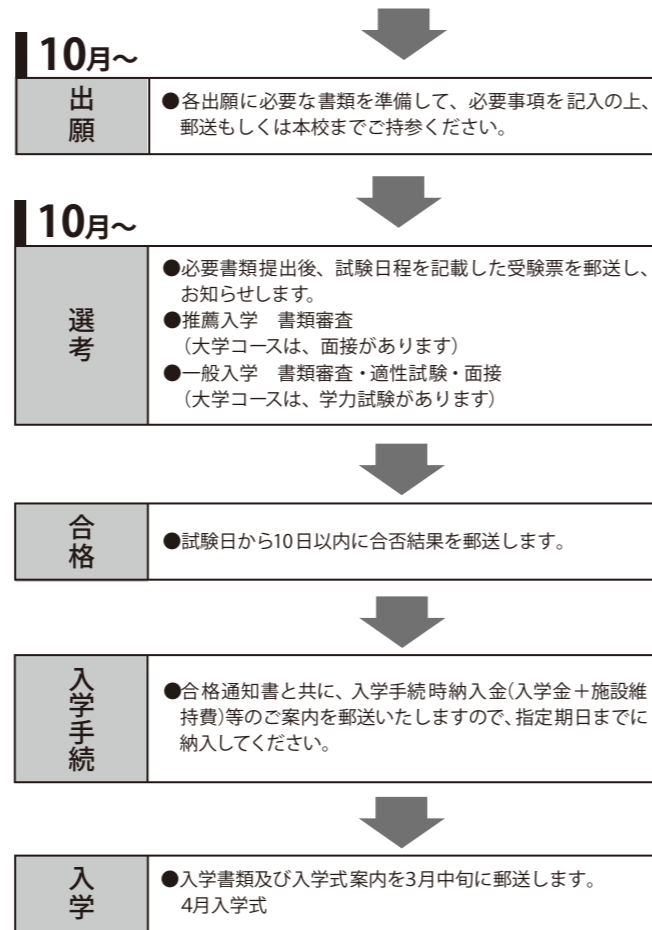 10月～
出願
●各出願に必要な書類を準備して、必要事項を記入の上、
郵送もしくは本校までご持参ください。
10月～
選考
●必要書類提出後、試験日程を記載した受験票を郵送し、
お知らせします。
●推薦入学　書類審査
（大学コースは、面接があります）
●一般入学　書類審査・適性試験・面接
（大学コースは、学力試験があります）
合格
●試験日から10日以内に合否結果を郵送します。
入学手続
●合格通知書と共に、入学手続時納入金(入学金＋施設維
持費)等のご案内を郵送いたしますので、指定期日までに
納入してください。
入学
●入学書類及び入学式案内を3月中旬に郵送します。
4月入学式